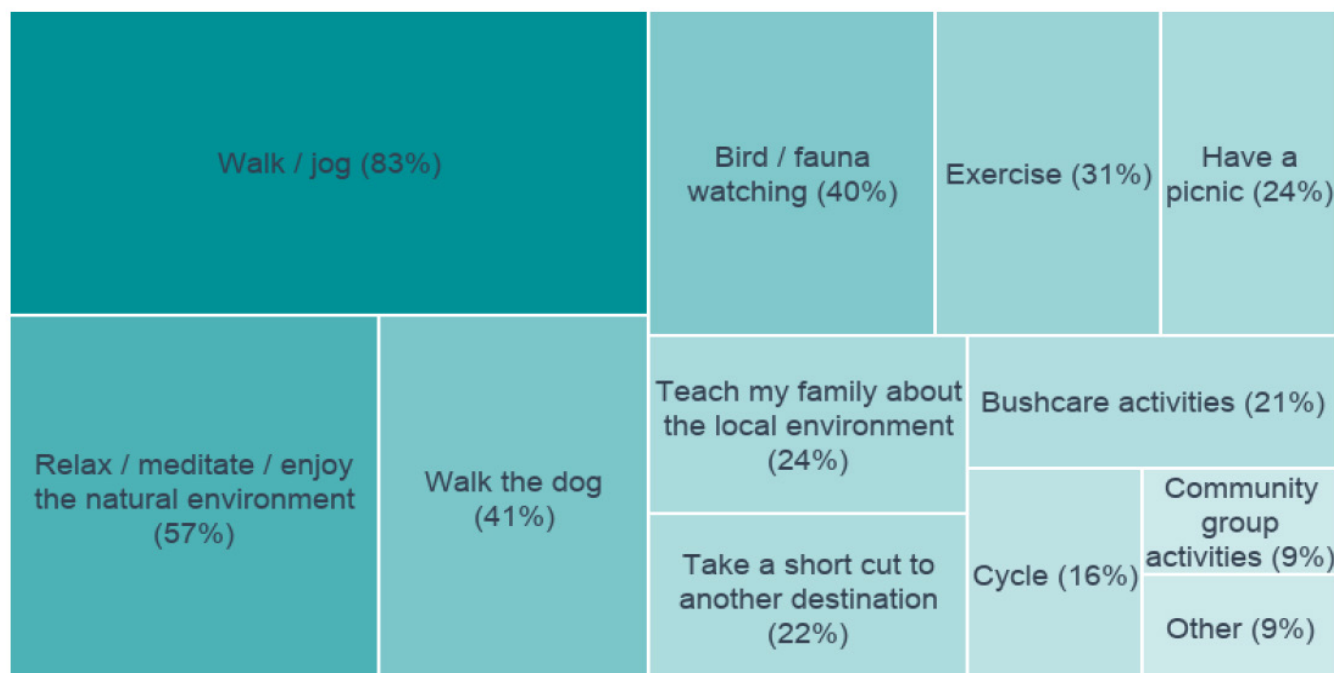 Walk / jog (83%)
Relax / meditate / enjoy
the natural environment
(57%)
Walk the dog
(41%)
Bird / fauna
watching (40%)
Exercise (31%)
Have a
picnic (24%)
Teach my family about
the local environment
(24%)
Take a short cut to
another destination
(22%)
Bushcare activities (21%)
Cycle (16%)
Community
group
activities (9%)
Other (9%)